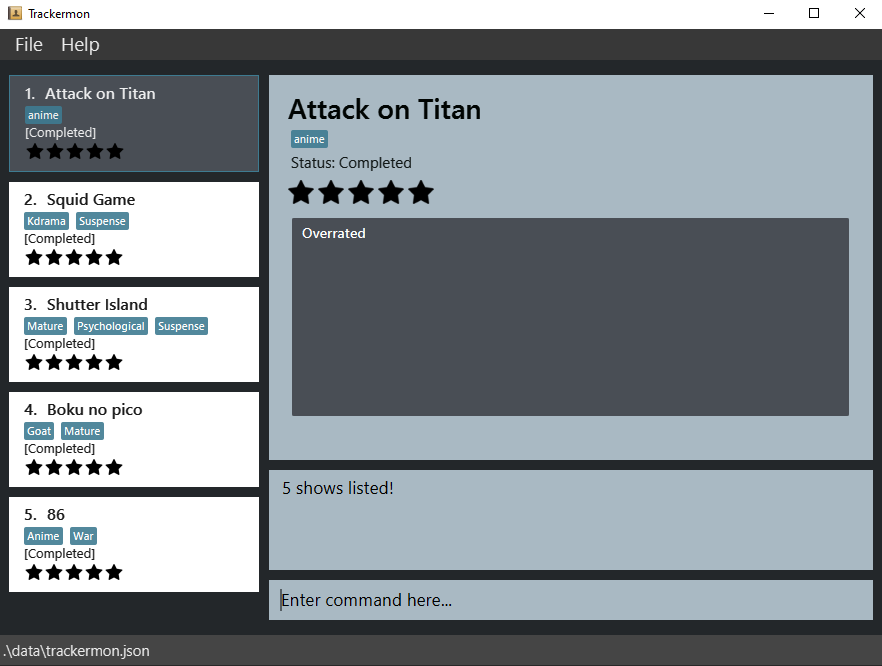 Trackermon
File Help
1. Attack on Titan
anime
[Completed]
2. Squid Game
Kdrama Suspense
[Completed]
3. Shutter Island
Mature Psychological Suspense
[Completed]
4. Boku no pico
Goat Mature
[Completed]
5. 86
Anime War
[Completed]
Attack on Titan
anime
Status: Completed
Overrated
5 shows listed!
Enter command here...
.\data\trackermon.json